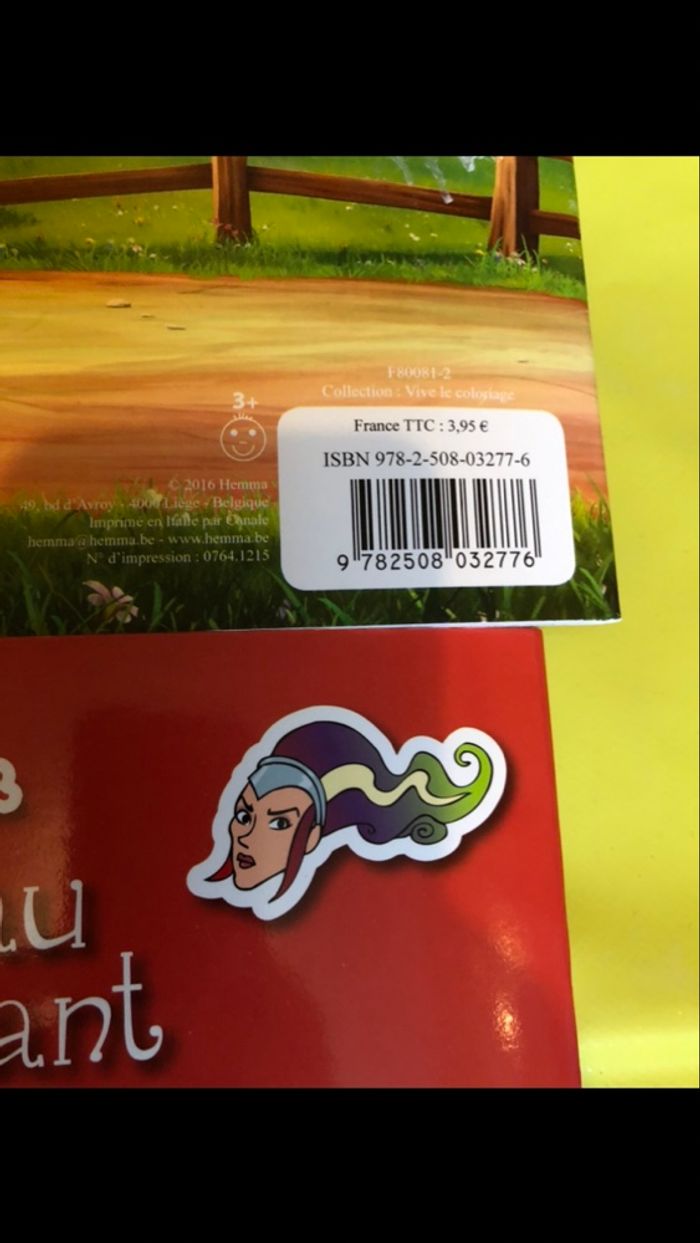 F80081-2
Collection : Vive le coloriage
3+
France TTC : 3,95 €
ISBN 978-2-508-03277-6
9 782508 032776
© 2016 Hemma
49, bd d'Avroy - 4000 Liège - Belgique
Imprimé en Italie par Canale
hemma@hemma.be - www.hemma.be
N° d'impression : 0764.1215
au
ant